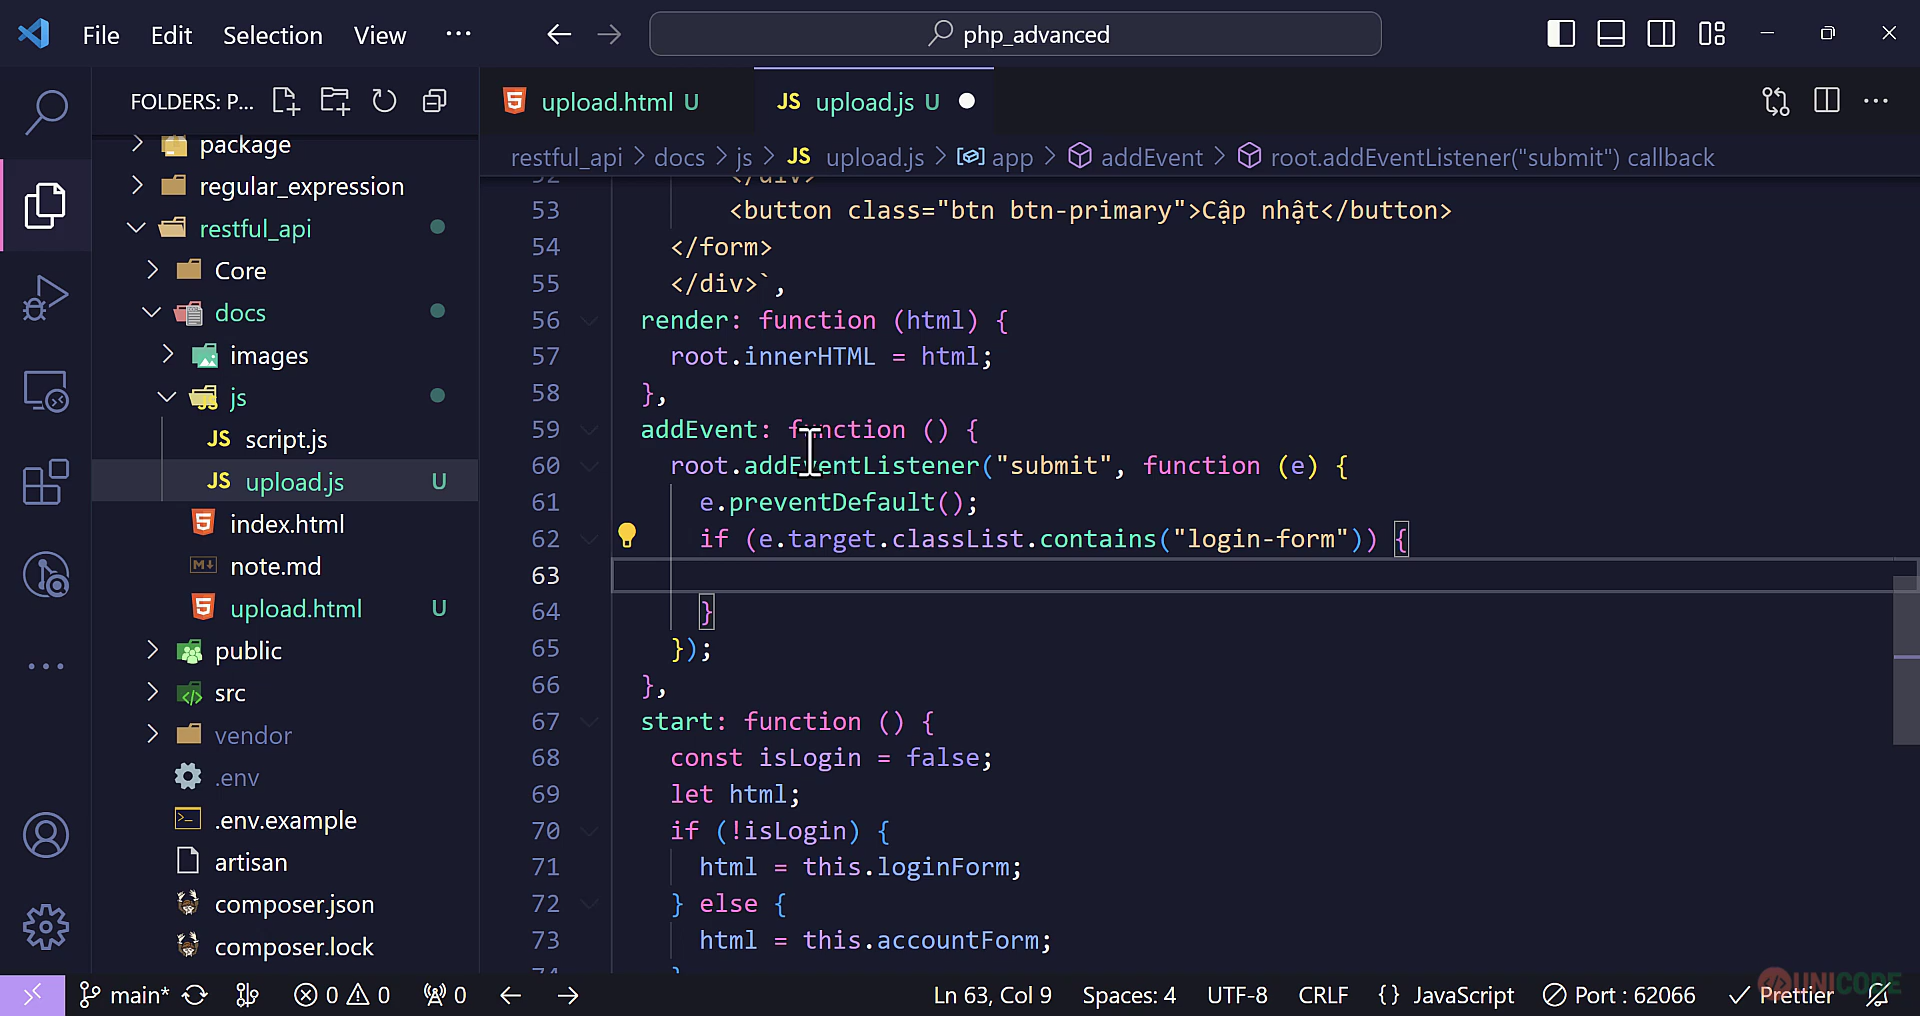 File Edit Selection View ··· php_advanced
FOLDERS: P...
package
regular_expression
restful_api
Core
docs
images
js
JS script.js
JS upload.js U
index.html
note.md
upload.html U
public
src
vendor
.env
.env.example
artisan
composer.json
composer.lock
upload.html U JS upload.js U
restful_api > docs > js > JS upload.js > app > addEvent > root.addEventListener("submit") callback
52 </div>
53 <button class="btn btn-primary">Cập nhật</button>
54 </form>
55 </div>`,
56 render: function (html) {
57 root.innerHTML = html;
58 },
59 addEvent: function () {
60 root.addEventListener("submit", function (e) {
61 e.preventDefault();
62 if (e.target.classList.contains("login-form")) {
63
64 }
65 });
66 },
67 start: function () {
68 const isLogin = false;
69 let html;
70 if (!isLogin) {
71 html = this.loginForm;
72 } else {
73 html = this.accountForm;
74 }
main* 0 0 0 Ln 63, Col 9 Spaces: 4 UTF-8 CRLF {} JavaScript Port : 62066 Prettier
UNICODE